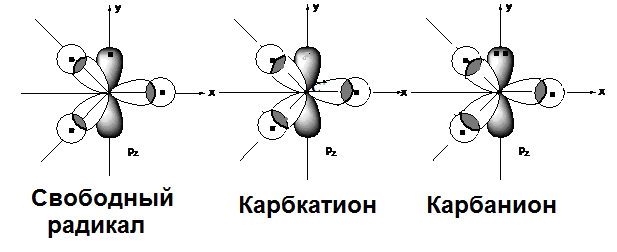 y y y
x x x
Pz Pz Pz
Свободный
радикал
Карбкатион
Карбанион